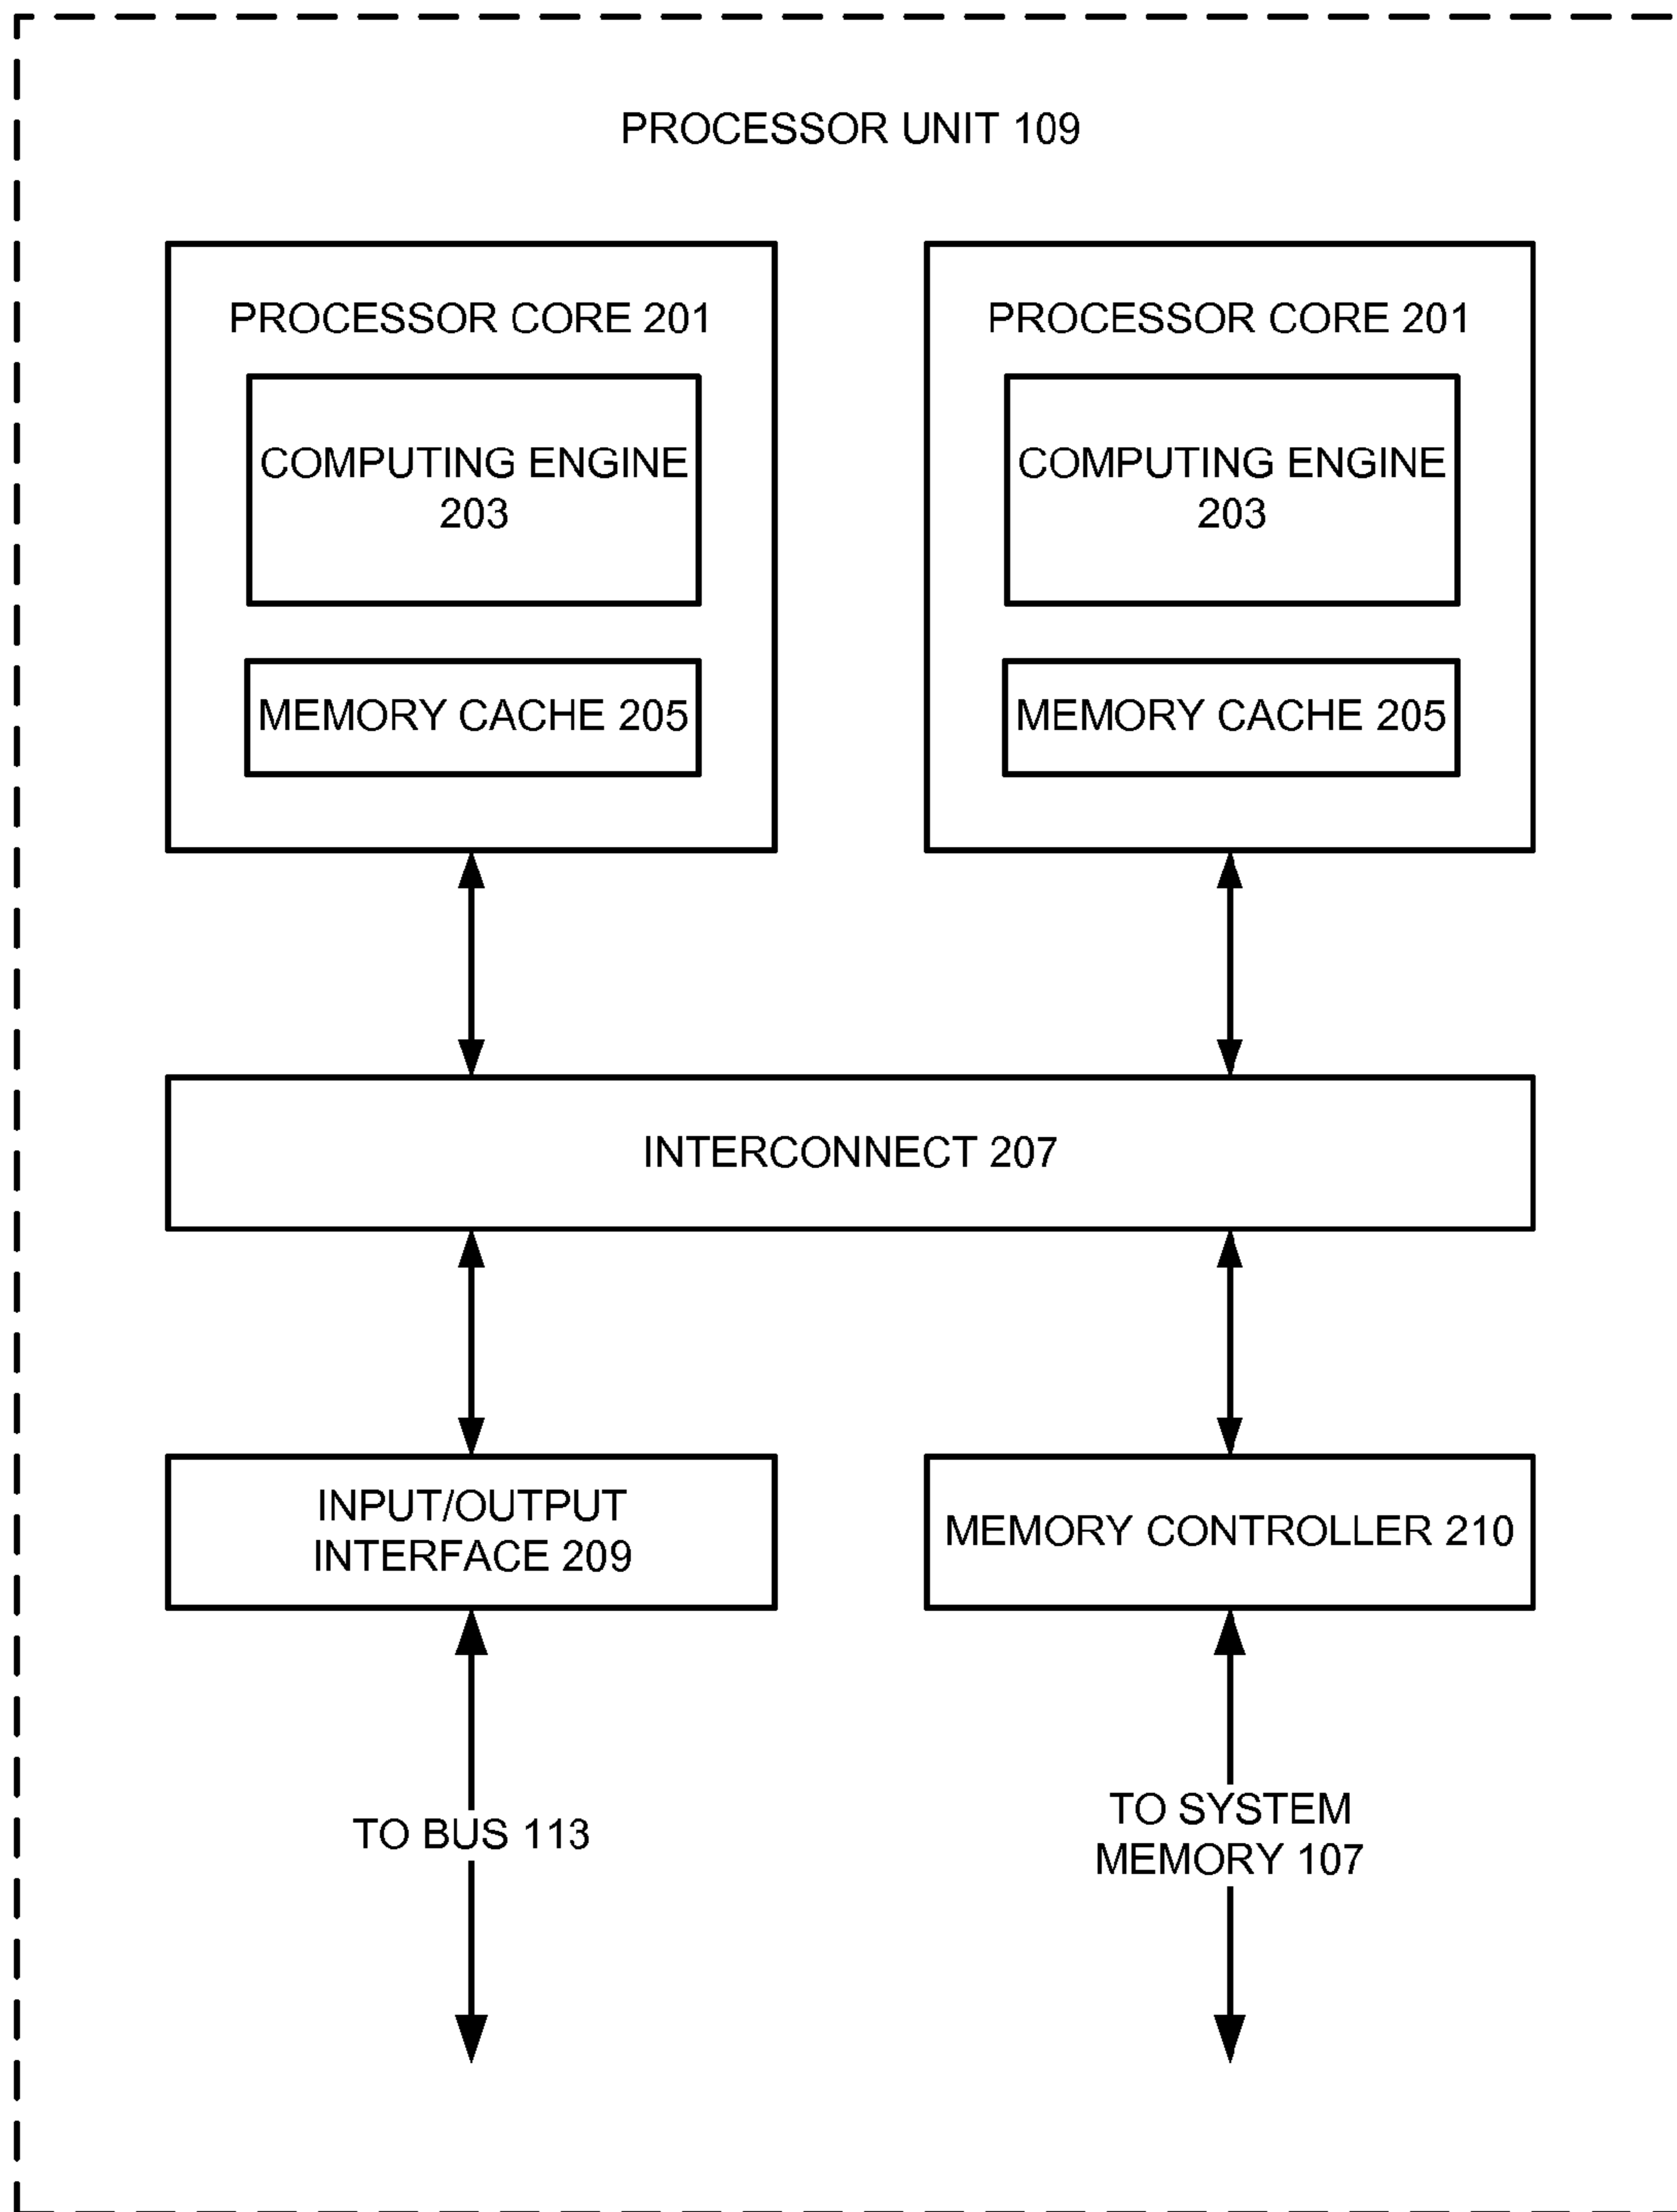 PROCESSOR UNIT 109
PROCESSOR CORE 201
COMPUTING ENGINE
203
MEMORY CACHE 205
PROCESSOR CORE 201
COMPUTING ENGINE
203
MEMORY CACHE 205
INTERCONNECT 207
INPUT/OUTPUT
INTERFACE 209
MEMORY CONTROLLER 210
TO BUS 113
TO SYSTEM
MEMORY 107